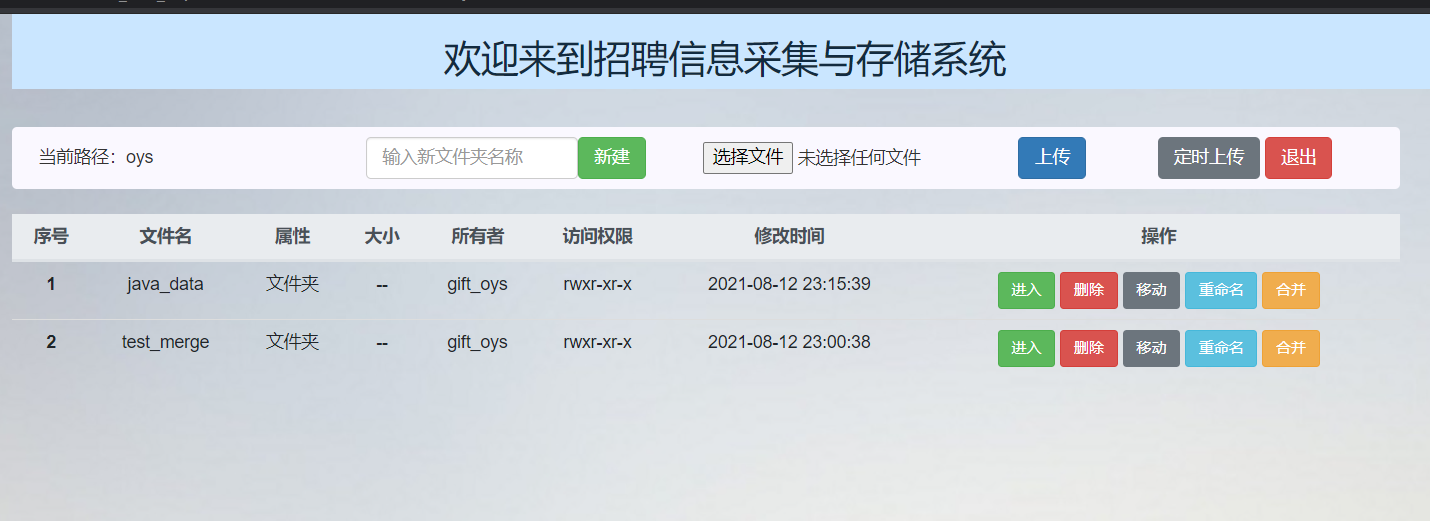 欢迎来到招聘信息采集与存储系统
当前路径：oys 输入新文件夹名称 新建 选择文件 未选择任何文件 上传 定时上传 退出
序号 文件名 属性 大小 所有者 访问权限 修改时间 操作
1 java_data 文件夹 -- gift_oys rwxr-xr-x 2021-08-12 23:15:39 进入 删除 移动 重命名 合并
2 test_merge 文件夹 -- gift_oys rwxr-xr-x 2021-08-12 23:00:38 进入 删除 移动 重命名 合并